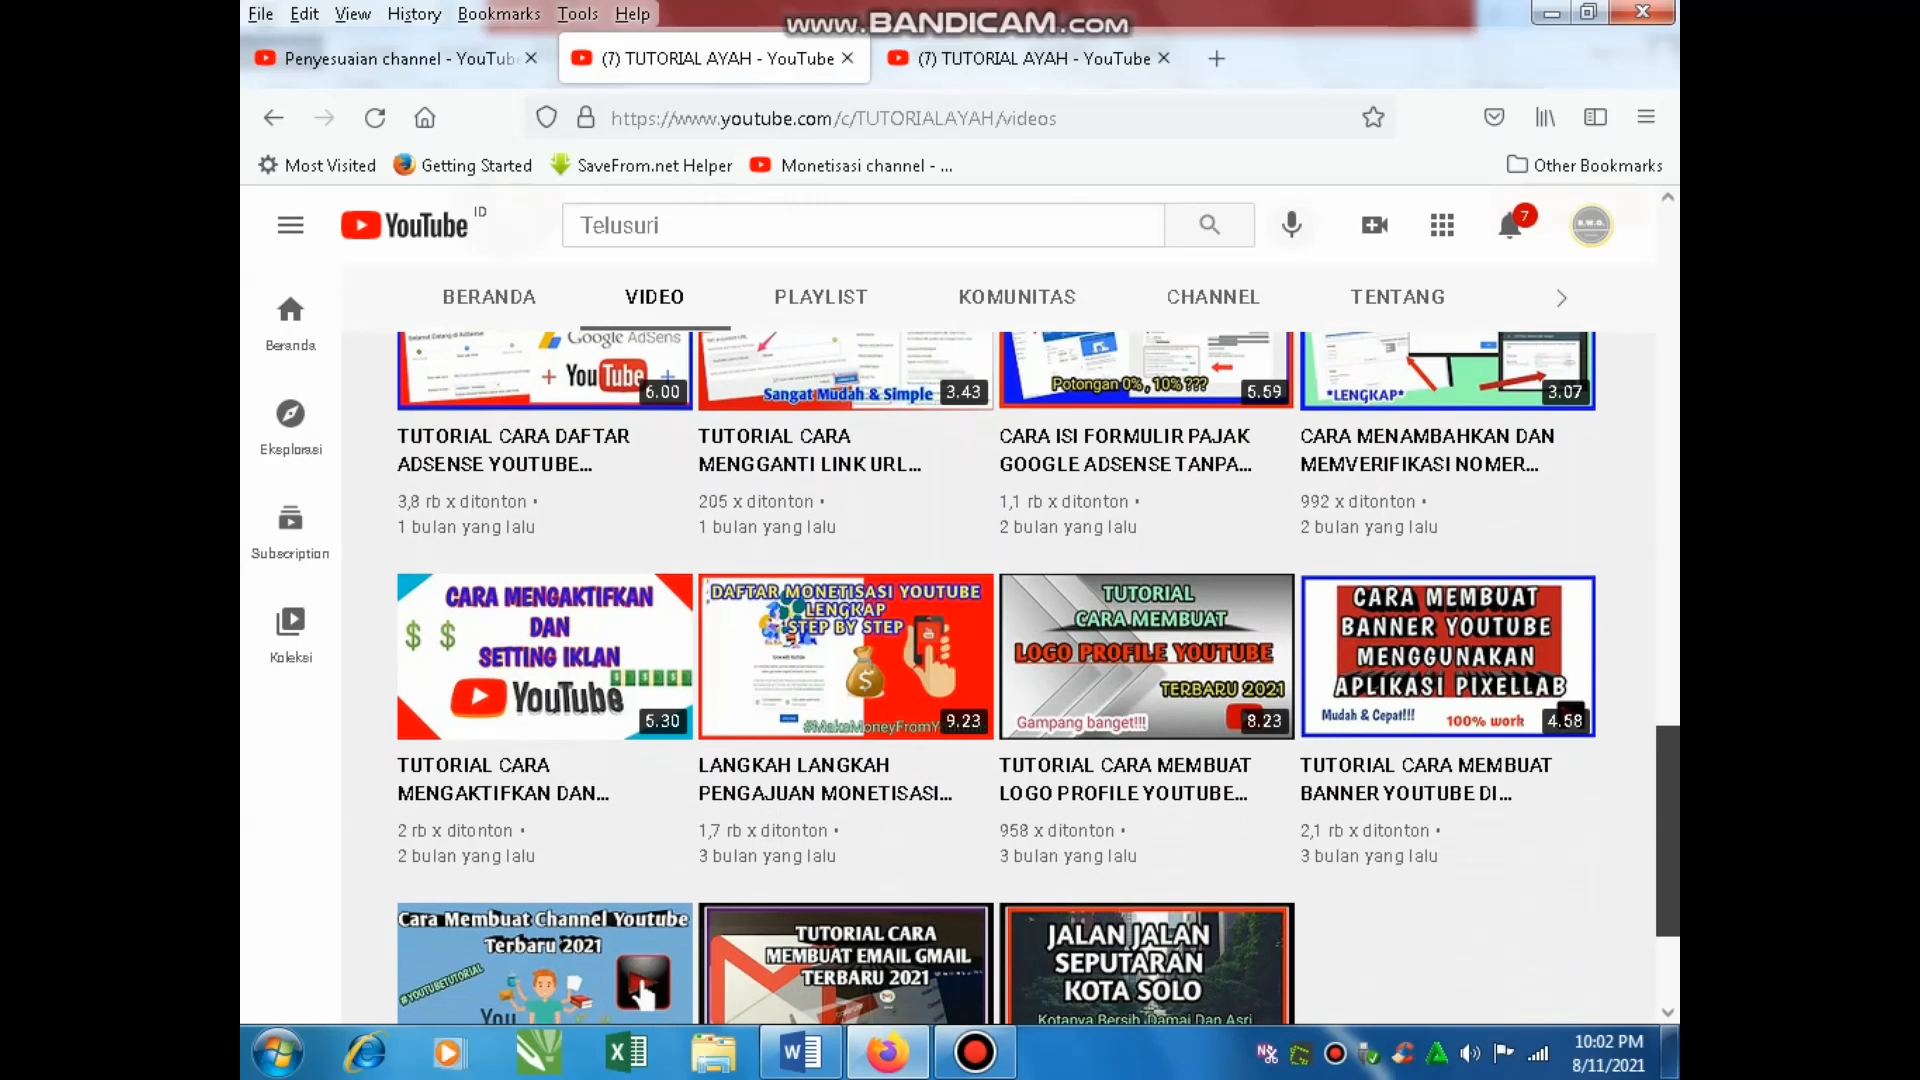 File Edit View History Bookmarks Tools Help
www.BANDICAM.com
Penyesuaian channel - YouTub
(7) TUTORIAL AYAH - YouTube
(7) TUTORIAL AYAH - YouTube
https://www.youtube.com/c/TUTORIALAYAH/videos
Most Visited Getting Started SaveFrom.net Helper Monetisasi channel - ... Other Bookmarks
YouTube ID
Telusuri
7
BERANDA VIDEO PLAYLIST KOMUNITAS CHANNEL TENTANG
Beranda
Eksplorasi
Subscription
Koleksi
Google AdSens
+ YouTube +
6.00
Sangat Mudah & Simple
3.43
Potongan 0%, 10% ???
5.59
*LENGKAP*
3.07
TUTORIAL CARA DAFTAR
ADSENSE YOUTUBE...
3,8 rb x ditonton •
1 bulan yang lalu
TUTORIAL CARA
MENGGANTI LINK URL...
205 x ditonton •
1 bulan yang lalu
CARA ISI FORMULIR PAJAK
GOOGLE ADSENSE TANPA...
1,1 rb x ditonton •
2 bulan yang lalu
CARA MENAMBAHKAN DAN
MEMVERIFIKASI NOMER...
992 x ditonton •
2 bulan yang lalu
CARA MENGAKTIFKAN
DAN
SETTING IKLAN
YouTube
5.30
DAFTAR MONETISASI YOUTUBE
LENGKAP
STEP BY STEP
#MakeMoneyFromY
9.23
TUTORIAL
CARA MEMBUAT
LOGO PROFILE YOUTUBE
TERBARU 2021
Gampang banget!!!
8.23
CARA MEMBUAT
BANNER YOUTUBE
MENGGUNAKAN
APLIKASI PIXELLAB
Mudah & Cepat!!! 100% work
4.58
TUTORIAL CARA
MENGAKTIFKAN DAN...
2 rb x ditonton •
2 bulan yang lalu
LANGKAH LANGKAH
PENGAJUAN MONETISASI...
1,7 rb x ditonton •
3 bulan yang lalu
TUTORIAL CARA MEMBUAT
LOGO PROFILE YOUTUBE...
958 x ditonton •
3 bulan yang lalu
TUTORIAL CARA MEMBUAT
BANNER YOUTUBE DI...
2,1 rb x ditonton •
3 bulan yang lalu
Cara Membuat Channel Youtube
Terbaru 2021
#YOUTUBETUTORIAL
You
TUTORIAL CARA
MEMBUAT EMAIL GMAIL
TERBARU 2021
JALAN JALAN
SEPUTARAN
KOTA SOLO
Kotanya Bersih, Damai Dan Asri
10:02 PM
8/11/2021